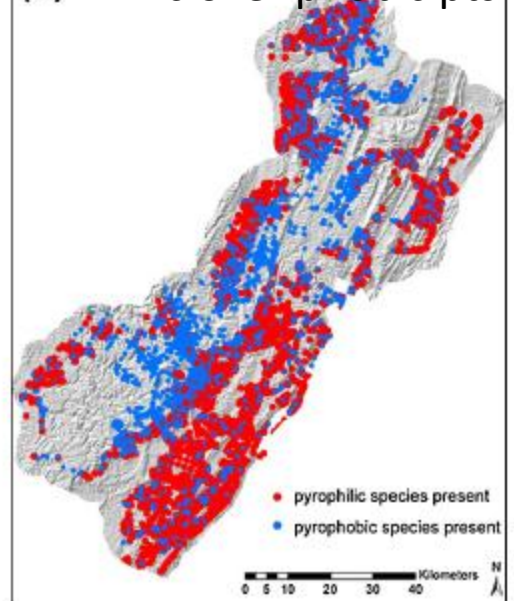 pyrophilic species present
pyrophobic species present
Kilometers
0 5 10 20 30 40
N